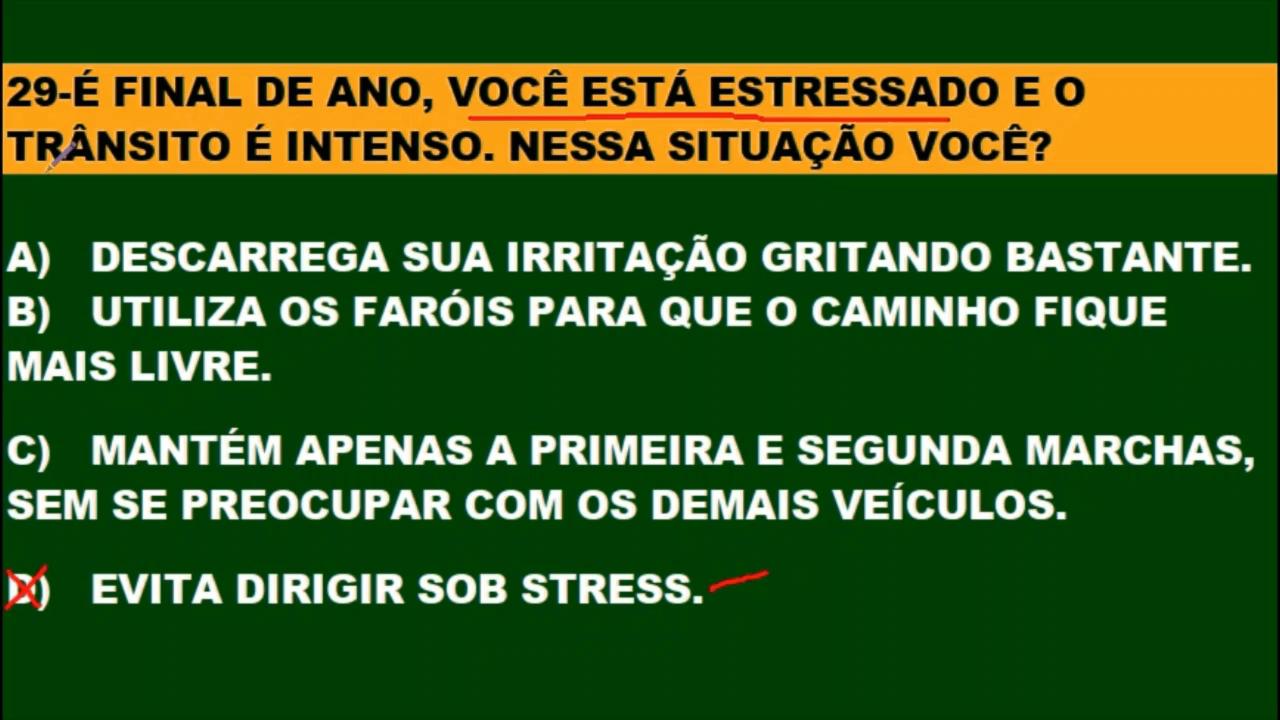 29-É FINAL DE ANO, VOCÊ ESTÁ ESTRESSADO E O
TRÂNSITO É INTENSO. NESSA SITUAÇÃO VOCÊ?
A) DESCARREGA SUA IRRITAÇÃO GRITANDO BASTANTE.
B) UTILIZA OS FARÓIS PARA QUE O CAMINHO FIQUE
MAIS LIVRE.
C) MANTÉM APENAS A PRIMEIRA E SEGUNDA MARCHAS,
SEM SE PREOCUPAR COM OS DEMAIS VEÍCULOS.
D) EVITA DIRIGIR SOB STRESS.